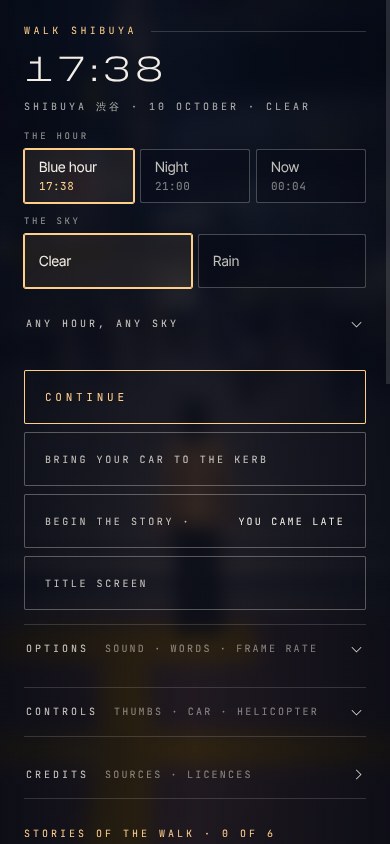 WALK SHIBUYA
17:38
SHIBUYA 渋谷 · 10 OCTOBER · CLEAR
THE HOUR
Blue hour
17:38
Night
21:00
Now
00:04
THE SKY
Clear
Rain
ANY HOUR, ANY SKY
CONTINUE
BRING YOUR CAR TO THE KERB
BEGIN THE STORY · YOU CAME LATE
TITLE SCREEN
OPTIONS SOUND · WORDS · FRAME RATE
CONTROLS THUMBS · CAR · HELICOPTER
CREDITS SOURCES · LICENCES
STORIES OF THE WALK · 0 OF 6